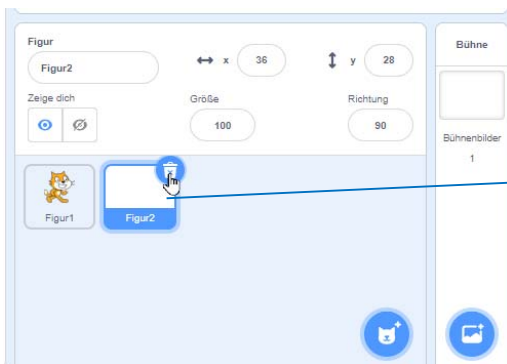 Figur
Figur2
x 36
y 28
Zeige dich
Größe
Richtung
100
90
Figur1
Figur2
Bühne
Bühnenbilder
1